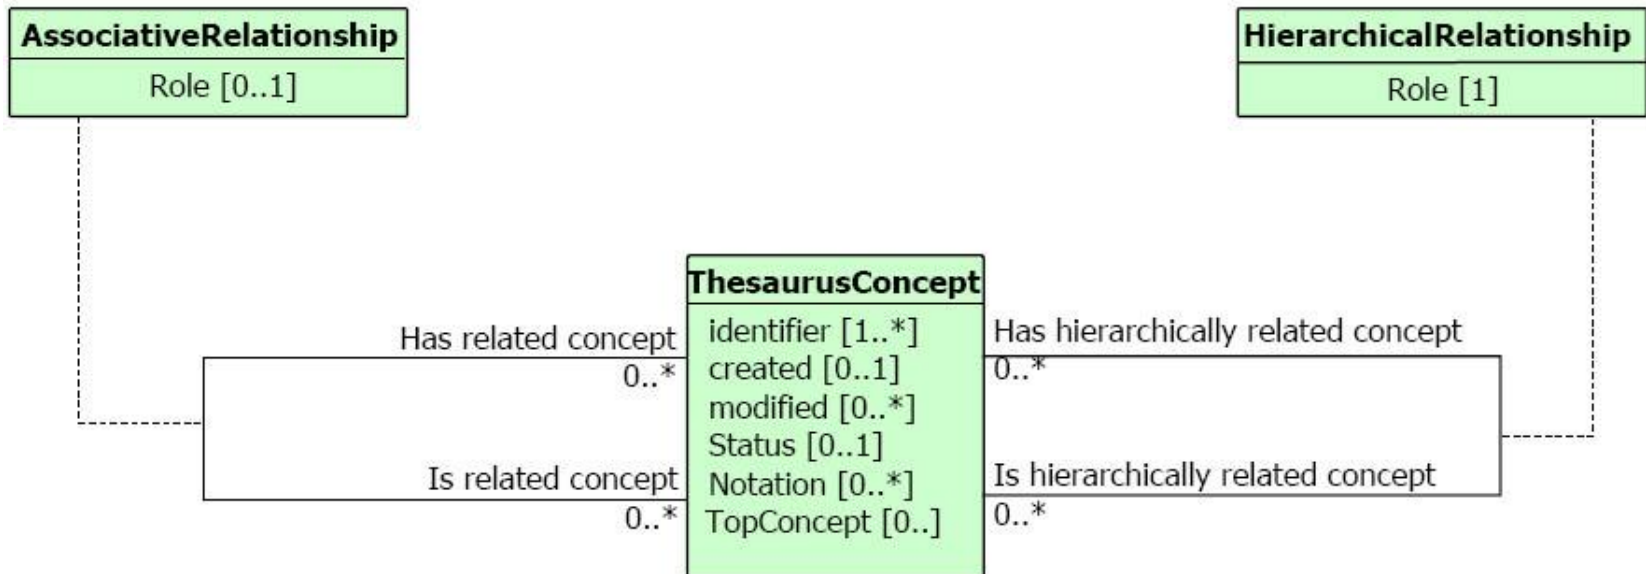 AssociativeRelationship
Role [0..1]
HierarchicalRelationship
Role [1]
ThesaurusConcept
identifier [1..*]
created [0..1]
modified [0..*]
Status [0..1]
Notation [0..*]
TopConcept [0..]
Has related concept
0..*
Is related concept
0..*
Has hierarchically related concept
0..*
Is hierarchically related concept
0..*